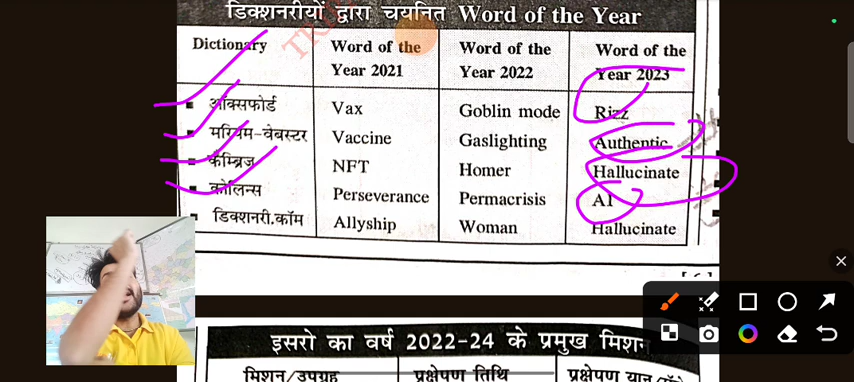 डिक्शनरीयों द्वारा चयनित Word of the Year
Dictionary Word of the Year 2021 Word of the Year 2022 Word of the Year 2023
ऑक्सफोर्ड Vax Goblin mode Rizz
मरियम-वेबस्टर Vaccine Gaslighting Authentic
कैम्ब्रिज NFT Homer Hallucinate
कोलिन्स Perseverance Permacrisis AI
डिक्शनरी.कॉम Allyship Woman Hallucinate
इसरो का वर्ष 2022-24 के प्रमुख
मिशन/उपग्रह प्रक्षेपण तिथि प्रक्षेपण यान